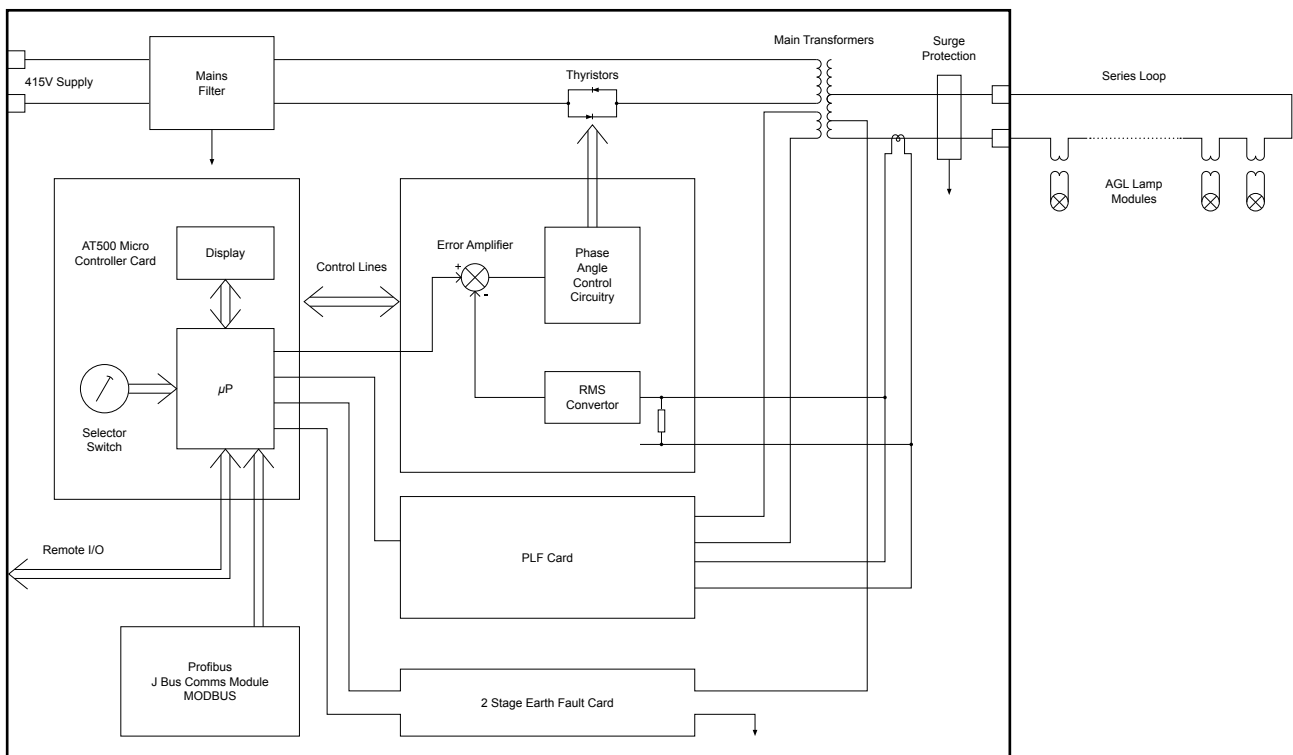 Main Transformers
Surge
Protection
415V Supply
Mains
Filter
Thyristors
Series Loop
AGL Lamp
Modules
AT500 Micro
Controller Card
Display
Control Lines
Error Amplifier
+
-
Phase
Angle
Control
Circuitry
µP
Selector
Switch
RMS
Convertor
Remote I/O
PLF Card
Profibus
J Bus Comms Module
MODBUS
2 Stage Earth Fault Card